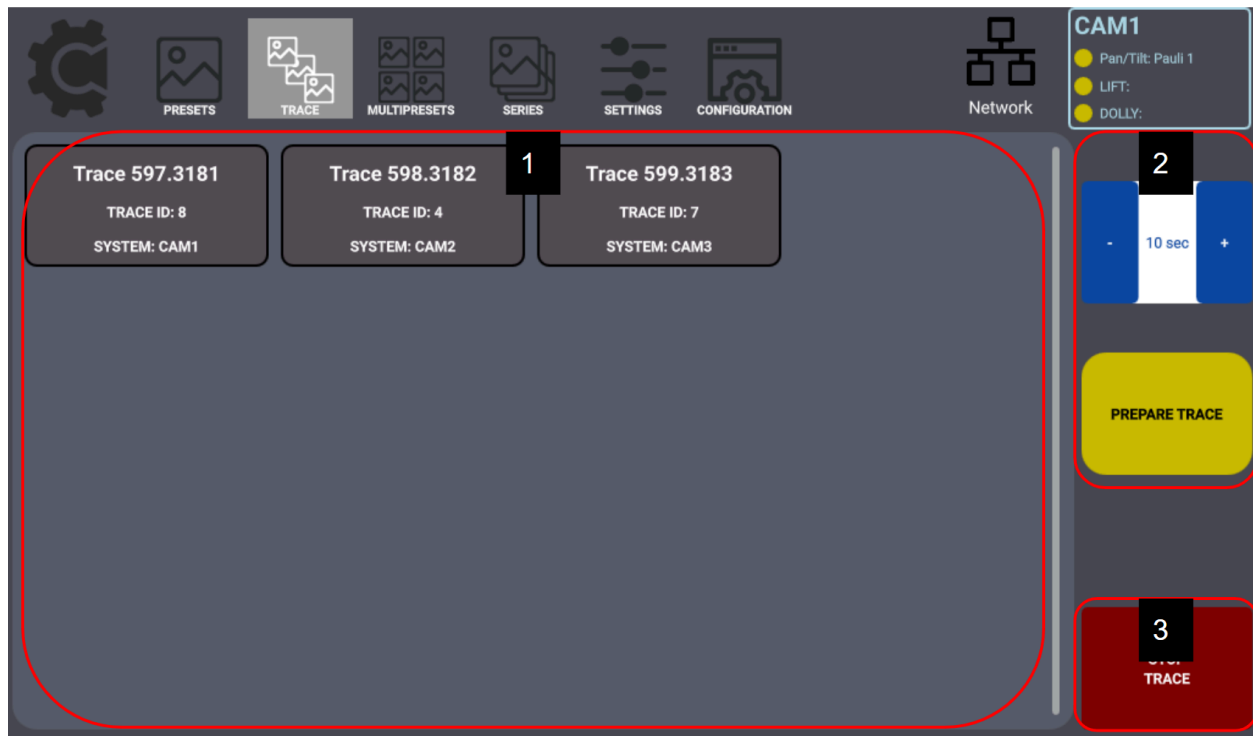 CAM1
Pan/Tilt: Pauli 1
LIFT:
DOLLY:
PRESETS
TRACE
MULTIPRESETS
SERIES
SETTINGS
CONFIGURATION
Network
Trace 597.3181
TRACE ID: 8
SYSTEM: CAM1
Trace 598.3182
TRACE ID: 4
SYSTEM: CAM2
1
Trace 599.3183
TRACE ID: 7
SYSTEM: CAM3
2
- 10 sec +
PREPARE TRACE
3
TRACE